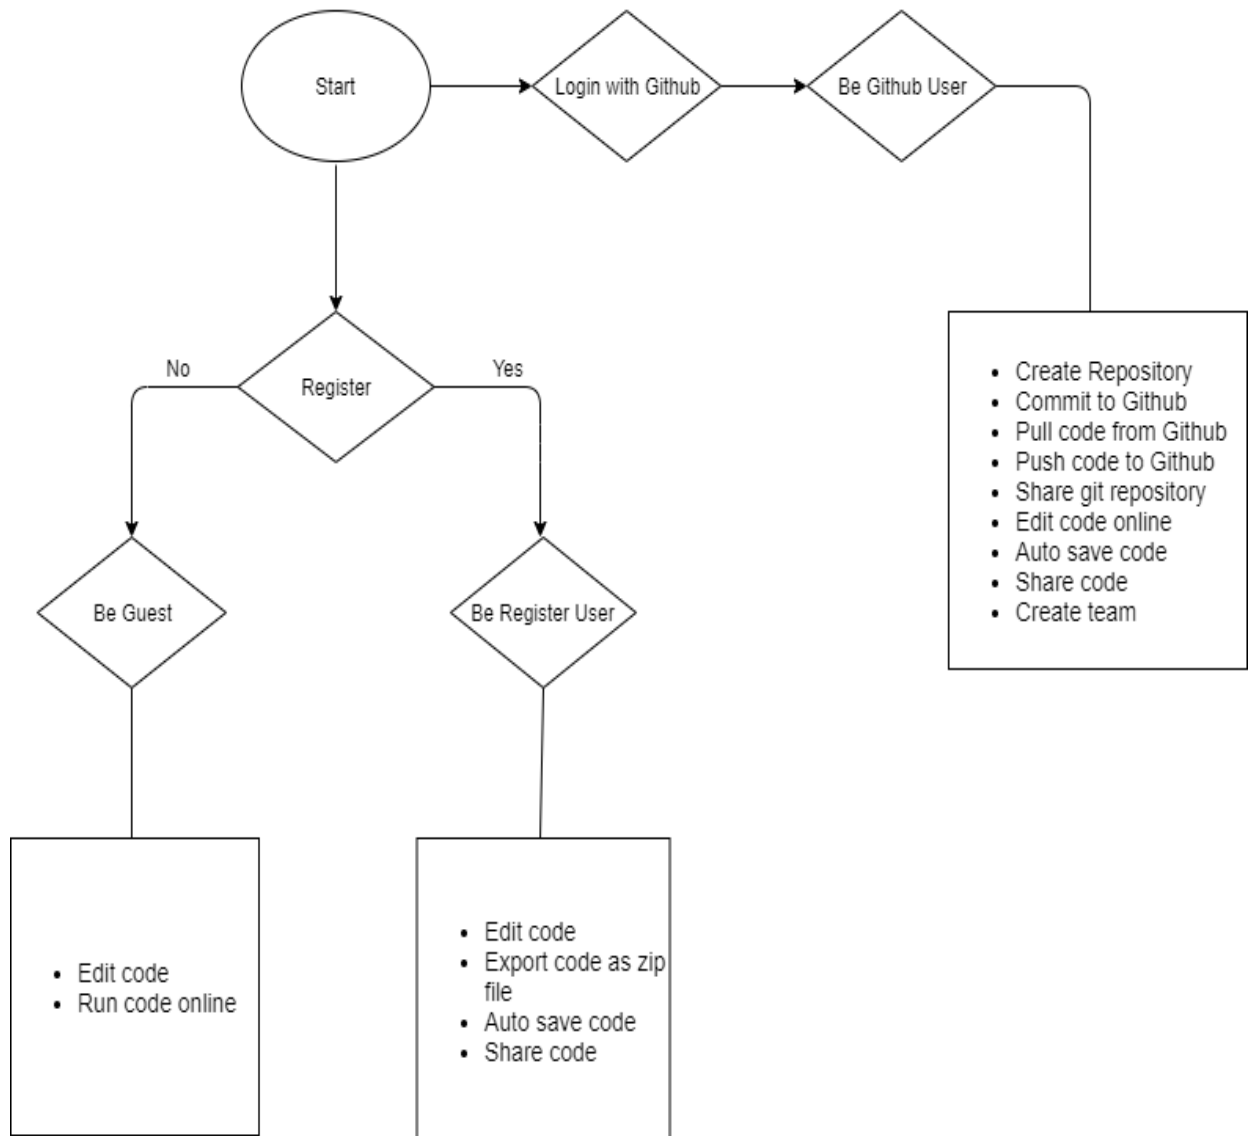 Start
Login with Github
Be Github User
No
Yes
Register
• Create Repository
• Commit to Github
• Pull code from Github
• Push code to Github
• Share git repository
• Edit code online
• Auto save code
• Share code
• Create team
Be Guest
Be Register User
• Edit code
• Run code online
• Edit code
• Export code as zip
file
• Auto save code
• Share code